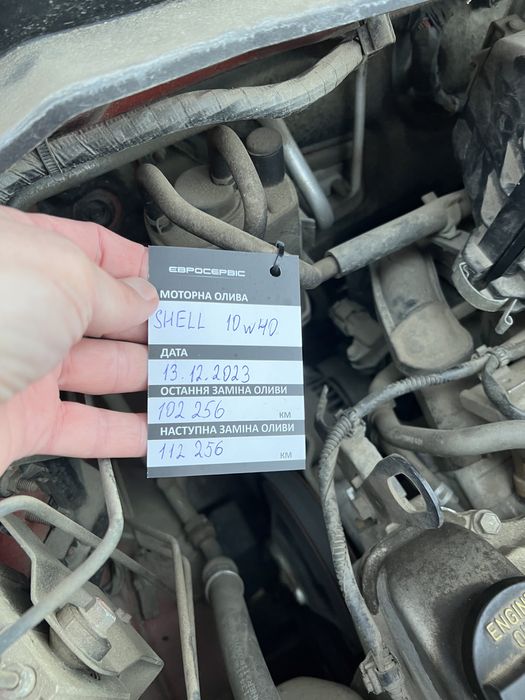 ЄВРОСЕРВІС
МОТОРНА ОЛИВА
SHELL 10w40
ДАТА
13.12.2023
ОСТАННЯ ЗАМІНА ОЛИВИ
102 256 КМ
НАСТУПНА ЗАМІНА ОЛИВИ
112 256 КМ